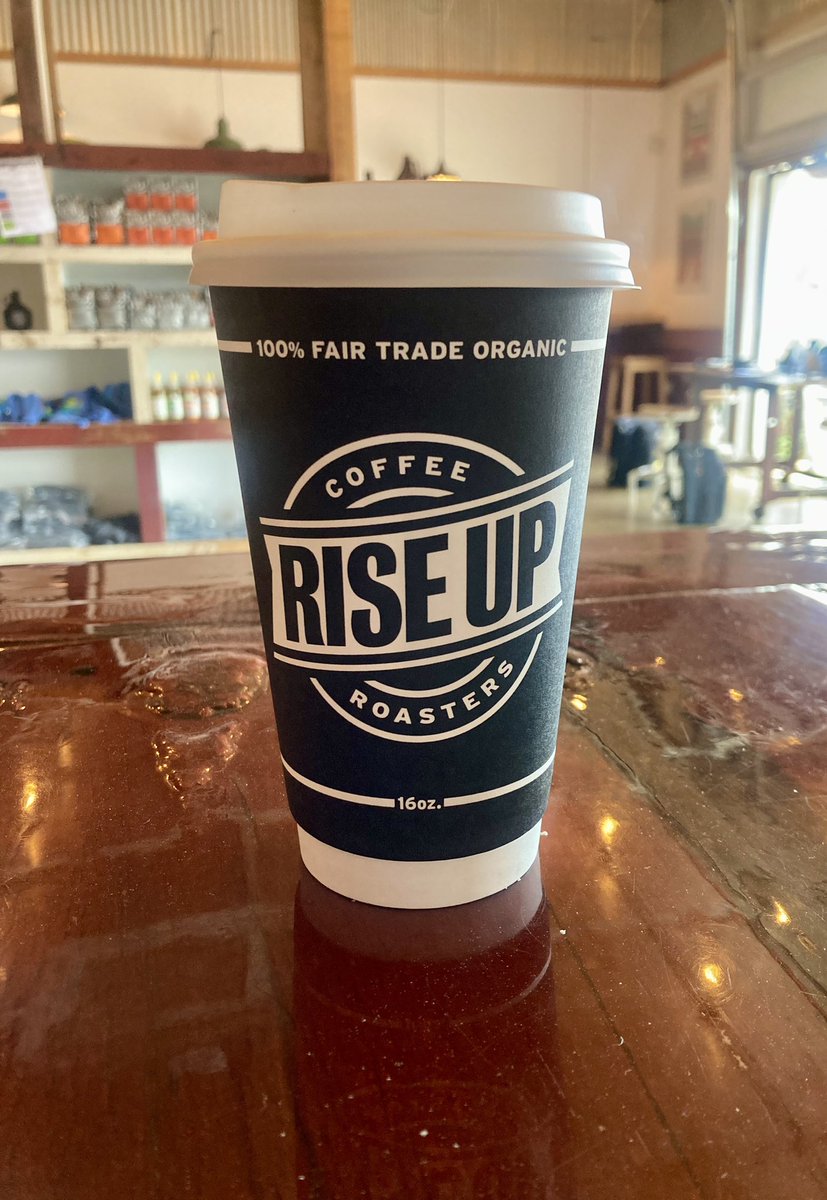 100% FAIR TRADE ORGANIC
COFFEE
RISE UP
ROASTERS
16oz.